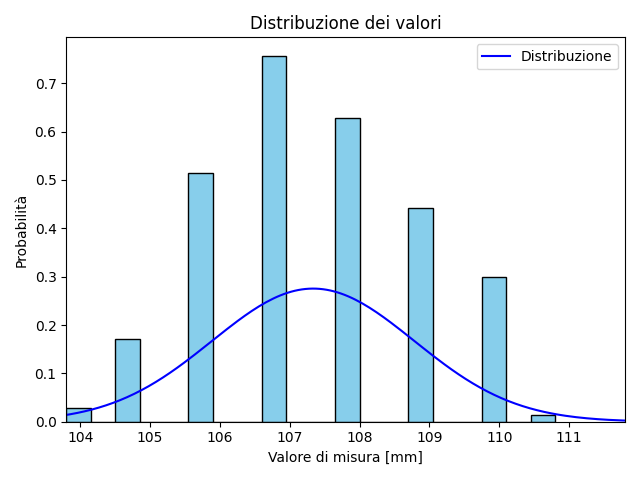 Distribuzione dei valori
Distribuzione
Probabilità
0.7
0.6
0.5
0.4
0.3
0.2
0.1
0.0
104 105 106 107 108 109 110 111
Valore di misura [mm]